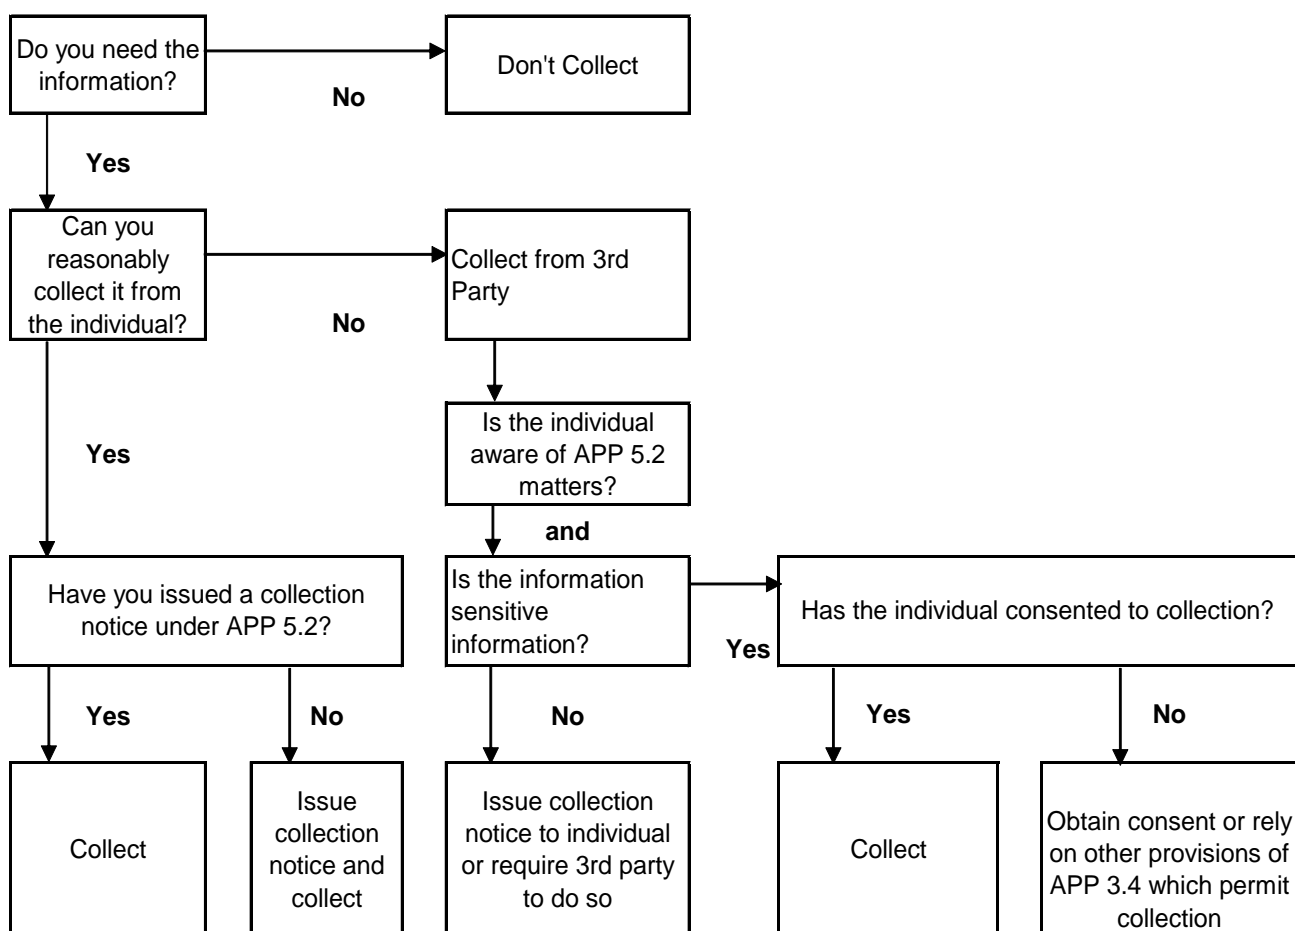 Do you need the
information?
Don't Collect
No
Yes
Can you
reasonably
collect it from
the individual?
Collect from 3rd
Party
No
Is the individual
aware of APP 5.2
matters?
Yes
and
Have you issued a collection
notice under APP 5.2?
Is the information
sensitive
information?
Has the individual consented to collection?
Yes
Yes
No
No
Yes
No
Collect
Issue
collection
notice and
collect
Issue collection
notice to individual
or require 3rd party
to do so
Collect
Obtain consent or rely
on other provisions of
APP 3.4 which permit
collection